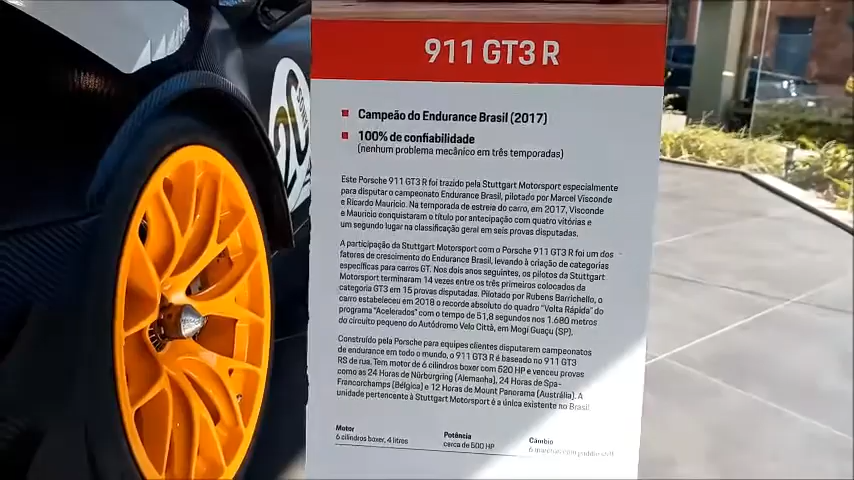 911 GT3 R
Campeão do Endurance Brasil (2017)
100% de confiabilidade
(nenhum problema mecânico em três temporadas)
Este Porsche 911 GT3 R foi trazido pela Stuttgart Motorsport especialmente
para disputar o campeonato Endurance Brasil, pilotado por Marcel Visconde
e Ricardo Maurício. Na temporada de estreia do carro, em 2017, Visconde
e Maurício conquistaram o título por antecipação com quatro vitórias e
um segundo lugar na classificação geral em seis provas disputadas.
A participação da Stuttgart Motorsport com o Porsche 911 GT3 R foi um dos
fatores de crescimento do Endurance Brasil, levando à criação de categorias
específicas para carros GT. Nos dois anos seguintes, os pilotos da Stuttgart
Motorsport terminaram 14 vezes entre os três primeiros colocados da
categoria GT3 em 15 provas disputadas. Pilotado por Rubens Barrichello, o
carro estabeleceu em 2018 o recorde absoluto do quadro "Volta Rápida" do
programa "Acelerados" com o tempo de 51,8 segundos nos 1.680 metros
do circuito pequeno do Autódromo Velo Città, em Mogi Guaçu (SP).
Construído pela Porsche para equipes clientes disputarem campeonatos
de endurance em todo o mundo, o 911 GT3 R é baseado no 911 GT3
RS de rua. Tem motor de 6 cilindros boxer com 520 HP e venceu provas
como as 24 Horas de Nürburgring (Alemanha), 24 Horas de Spa-
Francorchamps (Bélgica) e 12 Horas de Mount Panorama (Austrália). A
unidade pertencente à Stuttgart Motorsport é a única existente no Brasil.
Motor
6 cilindros boxer, 4 litros
Potência
cerca de 500 HP
Câmbio
6 marchas com paddle shift